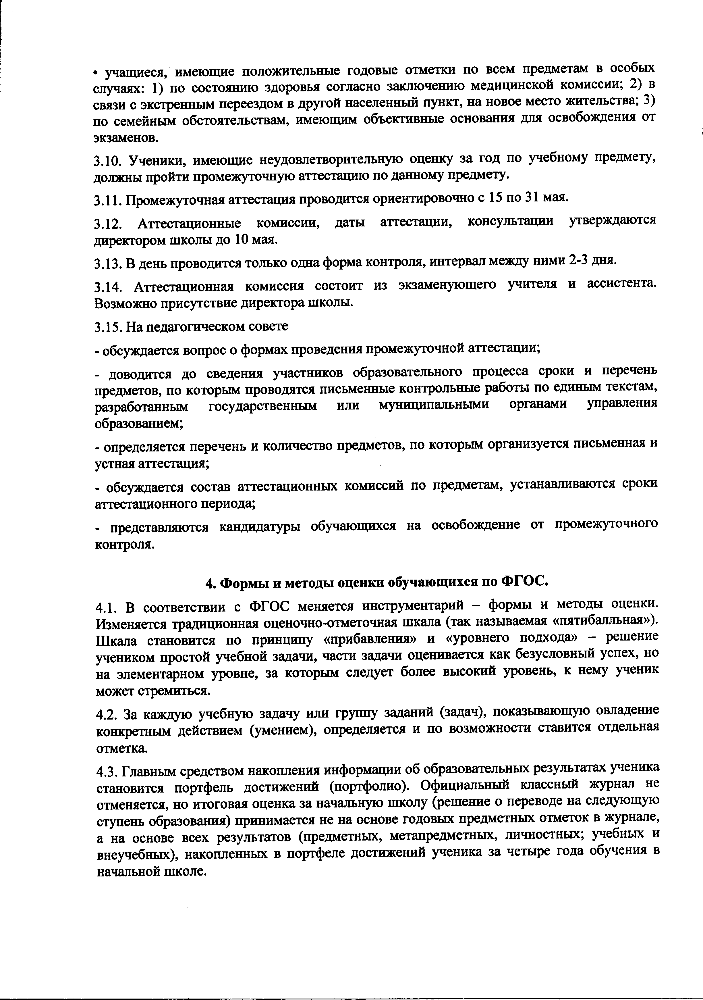 • учащиеся, имеющие положительные годовые отметки по всем предметам в особых
случаях: 1) по состоянию здоровья согласно заключению медицинской комиссии; 2) в
связи с экстренным переездом в другой населенный пункт, на новое место жительства; 3)
по семейным обстоятельствам, имеющим объективные основания для освобождения от
экзаменов.
3.10. Ученики, имеющие неудовлетворительную оценку за год по учебному предмету,
должны пройти промежуточную аттестацию по данному предмету.
3.11. Промежуточная аттестация проводится ориентировочно с 15 по 31 мая.
3.12. Аттестационные комиссии, даты аттестации, консультации утверждаются
директором школы до 10 мая.
3.13. В день проводится только одна форма контроля, интервал между ними 2-3 дня.
3.14. Аттестационная комиссия состоит из экзаменующего учителя и ассистента.
Возможно присутствие директора школы.
3.15. На педагогическом совете
- обсуждается вопрос о формах проведения промежуточной аттестации;
- доводится до сведения участников образовательного процесса сроки и перечень
предметов, по которым проводятся письменные контрольные работы по единым текстам,
разработанным государственным или муниципальными органами управления
образованием;
- определяется перечень и количество предметов, по которым организуется письменная и
устная аттестация;
- обсуждается состав аттестационных комиссий по предметам, устанавливаются сроки
аттестационного периода;
- представляются кандидатуры обучающихся на освобождение от промежуточного
контроля.
4. Формы и методы оценки обучающихся по ФГОС.
4.1. В соответствии с ФГОС меняется инструментарий – формы и методы оценки.
Изменяется традиционная оценочно-отметочная шкала (так называемая «пятибалльная»).
Шкала становится по принципу «прибавления» и «уровнего подхода» – решение
учеником простой учебной задачи, части задачи оценивается как безусловный успех, но
на элементарном уровне, за которым следует более высокий уровень, к нему ученик
может стремиться.
4.2. За каждую учебную задачу или группу заданий (задач), показывающую овладение
конкретным действием (умением), определяется и по возможности ставится отдельная
отметка.
4.3. Главным средством накопления информации об образовательных результатах ученика
становится портфель достижений (портфолио). Официальный классный журнал не
отменяется, но итоговая оценка за начальную школу (решение о переводе на следующую
ступень образования) принимается не на основе годовых предметных отметок в журнале,
а на основе всех результатов (предметных, метапредметных, личностных; учебных и
внеучебных), накопленных в портфеле достижений ученика за четыре года обучения в
начальной школе.